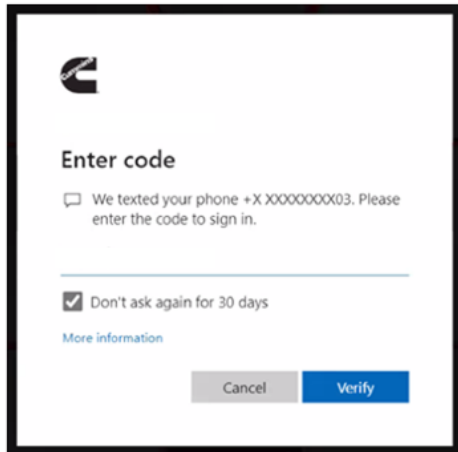 Cummins
Enter code
We texted your phone +X XXXXXXXX03. Please
enter the code to sign in.
Don't ask again for 30 days
More information
Cancel
Verify